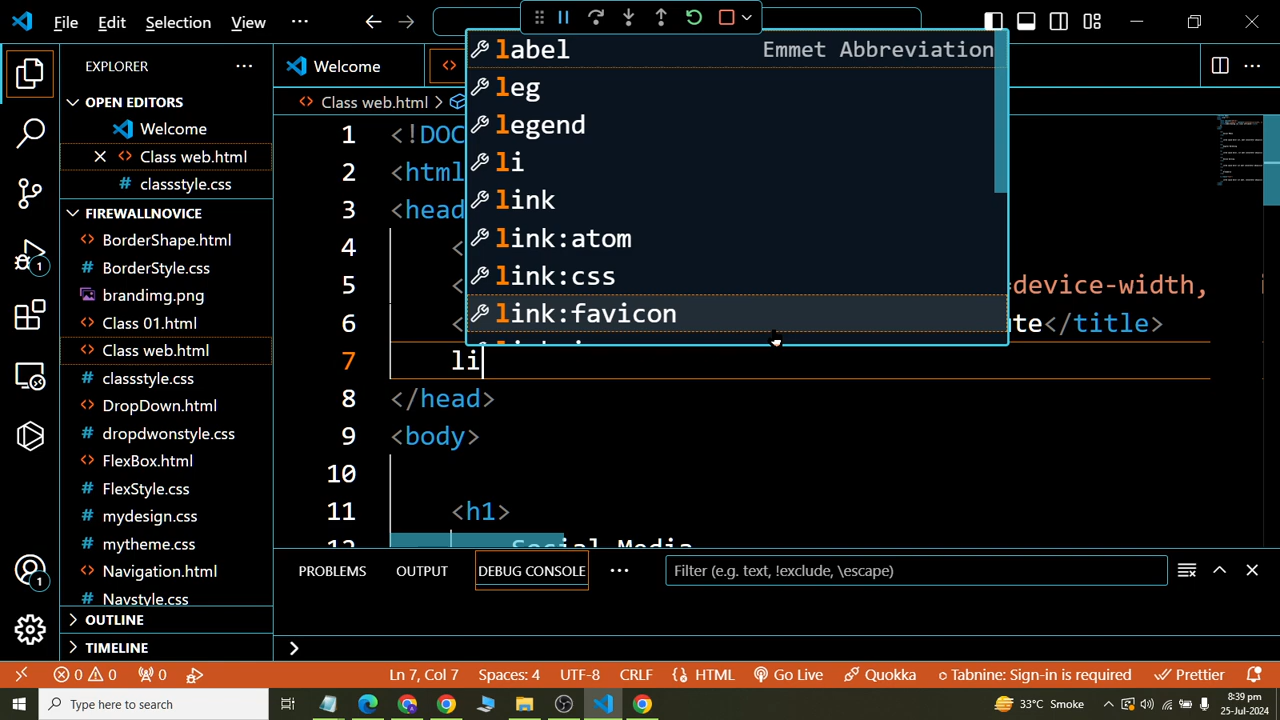 File Edit Selection View ···
EXPLORER ···
OPEN EDITORS
Welcome
Class web.html
classstyle.css
FIREWALLNOVICE
BorderShape.html
BorderStyle.css
brandimg.png
Class 01.html
Class web.html
classstyle.css
DropDown.html
dropdwonstyle.css
FlexBox.html
FlexStyle.css
mydesign.css
mytheme.css
Navigation.html
Navstyle.css
OUTLINE
TIMELINE
1
1
Welcome
Class web.html >
label Emmet Abbreviation
leg
legend
li
link
link:atom
link:css
link:favicon
1 <!DOC
2 <html
3 <head
4 <
5 < =device-width,
6 < te</title>
7 li
8 </head>
9 <body>
10
11 <h1>
12 Social Media
PROBLEMS OUTPUT DEBUG CONSOLE ··· Filter (e.g. text, !exclude, \escape)
>
0 0 0 Ln 7, Col 7 Spaces: 4 UTF-8 CRLF HTML Go Live Quokka Tabnine: Sign-in is required Prettier
Type here to search 33°C Smoke 8:39 pm
25-Jul-2024